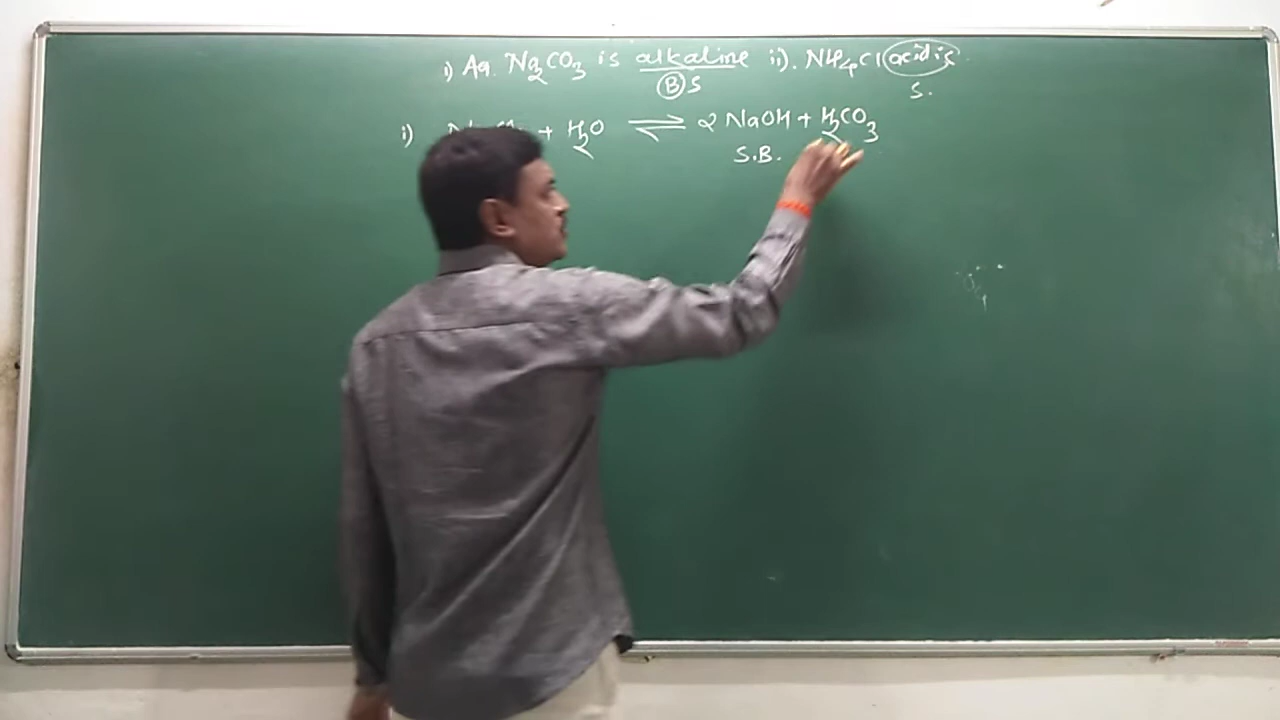 i) Aq. Na2CO3 is alkaline ii). NH4Cl acidic.
B S S.
i) + H2O ⇌ 2 NaOH + H2CO3
S.B.